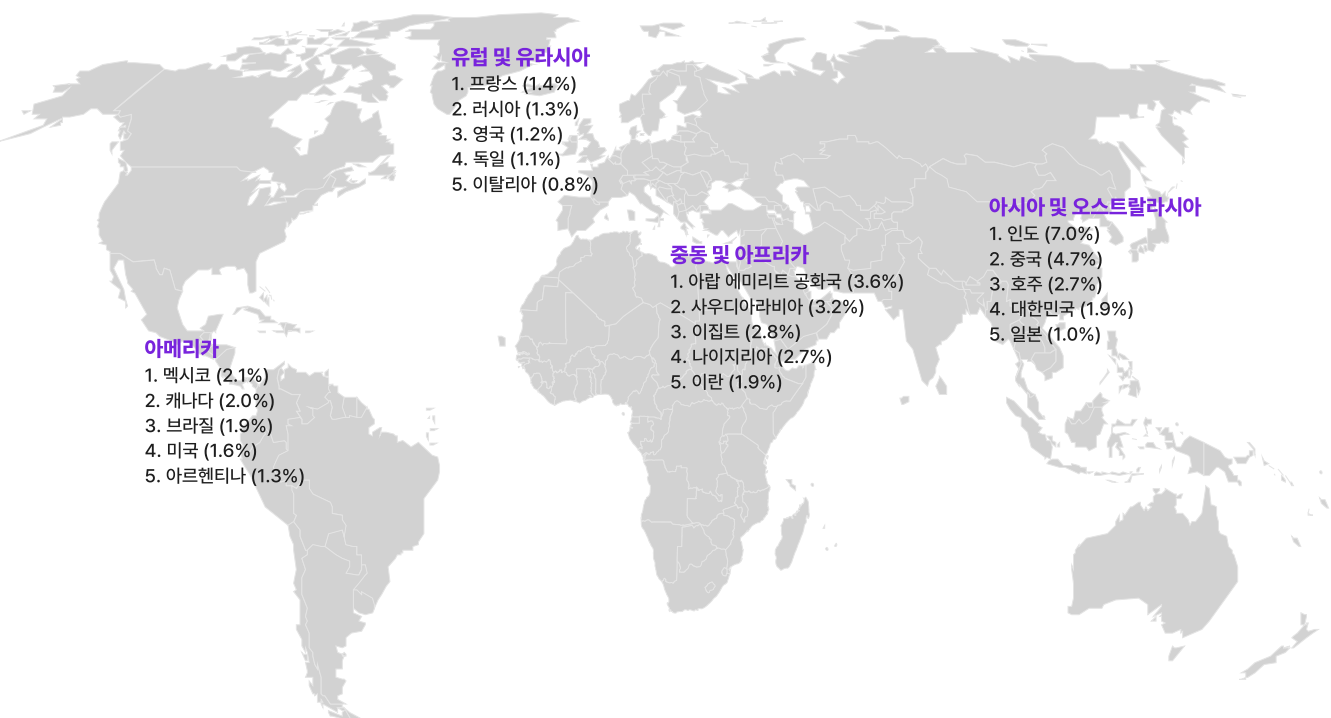 유럽 및 유라시아
1. 프랑스 (1.4%)
2. 러시아 (1.3%)
3. 영국 (1.2%)
4. 독일 (1.1%)
5. 이탈리아 (0.8%)
아시아 및 오스트랄라시아
1. 인도 (7.0%)
2. 중국 (4.7%)
3. 호주 (2.7%)
4. 대한민국 (1.9%)
5. 일본 (1.0%)
중동 및 아프리카
1. 아랍 에미리트 공화국 (3.6%)
2. 사우디아라비아 (3.2%)
3. 이집트 (2.8%)
4. 나이지리아 (2.7%)
5. 이란 (1.9%)
아메리카
1. 멕시코 (2.1%)
2. 캐나다 (2.0%)
3. 브라질 (1.9%)
4. 미국 (1.6%)
5. 아르헨티나 (1.3%)